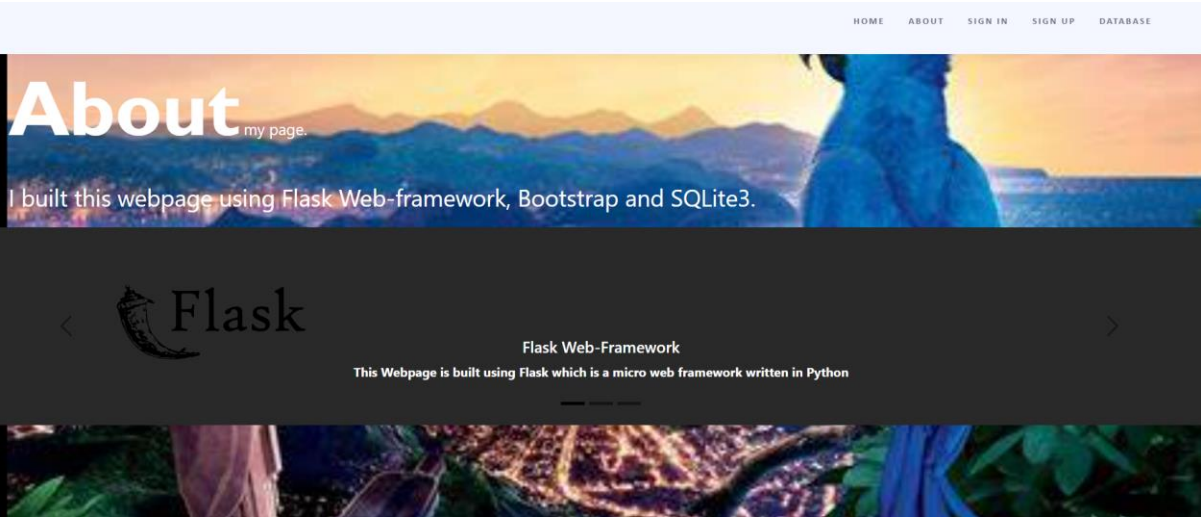 HOME ABOUT SIGN IN SIGN UP DATABASE
About my page.
I built this webpage using Flask Web-framework, Bootstrap and SQLite3.
Flask
Flask Web-Framework
This Webpage is built using Flask which is a micro web framework written in Python